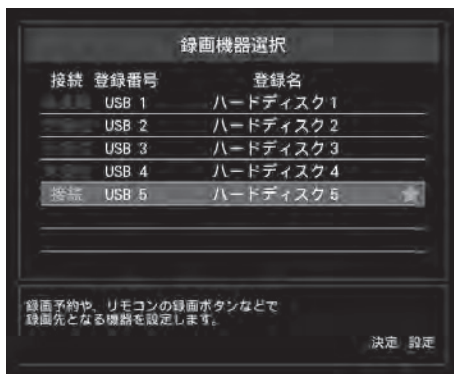 録画機器選択
接続 登録番号 登録名
USB 1 ハードディスク1
USB 2 ハードディスク2
USB 3 ハードディスク3
USB 4 ハードディスク4
接続 USB 5 ハードディスク5
録画予約や、リモコンの録画ボタンなどで
録画先となる機器を設定します。
決定 設定